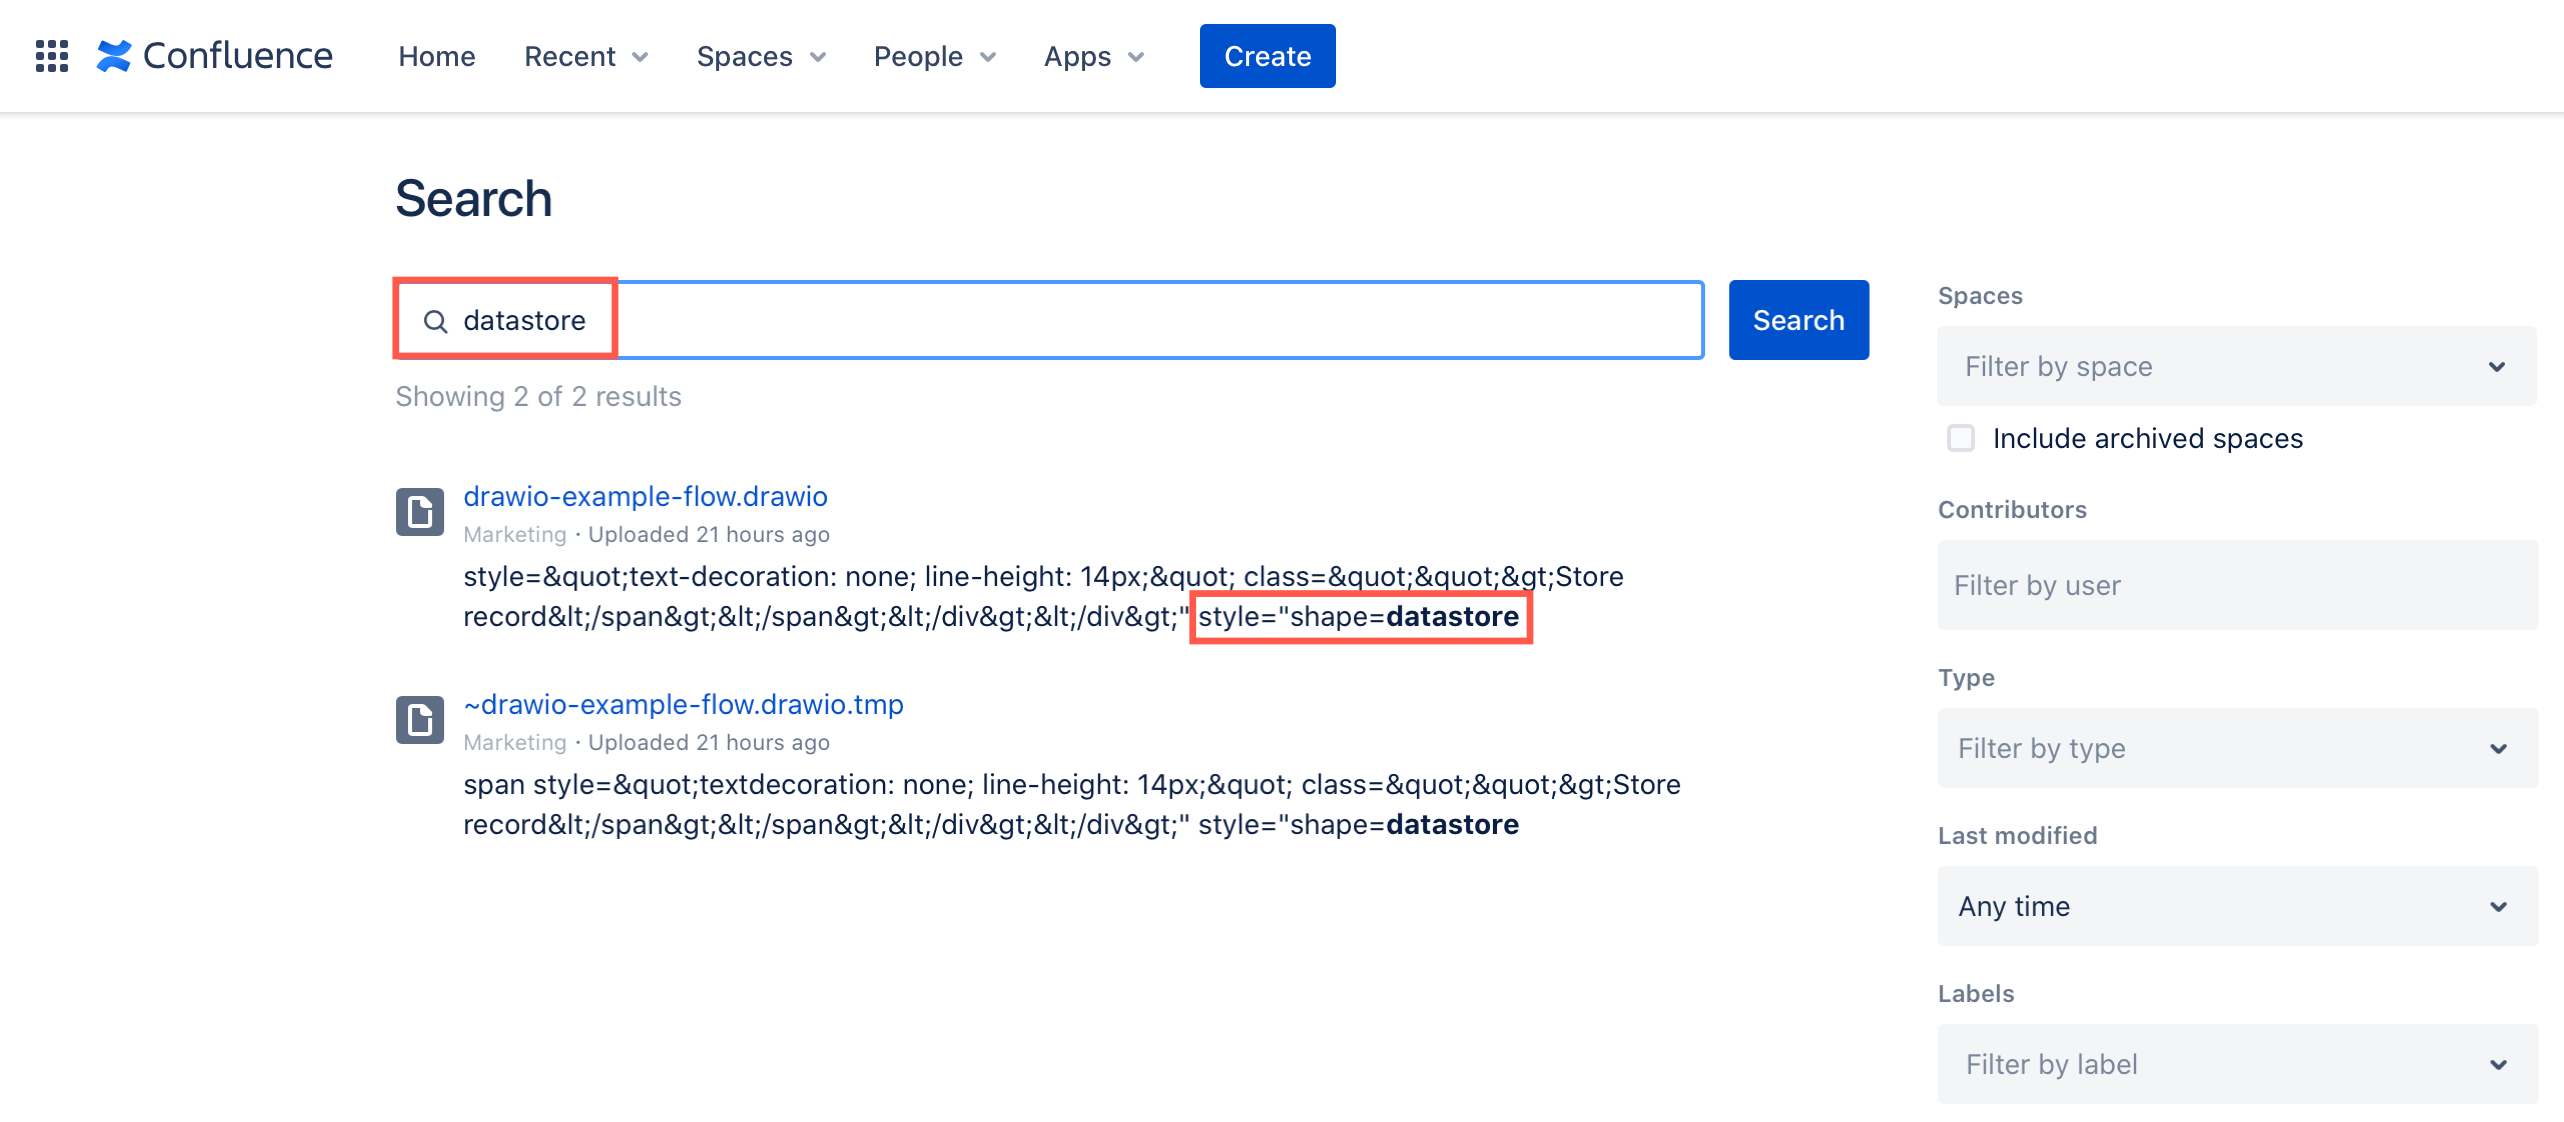 Confluence Home Recent Spaces People Apps Create
Search
datastore
Search
Showing 2 of 2 results
drawio-example-flow.drawio
Marketing · Uploaded 21 hours ago
style=&quot;text-decoration: none; line-height: 14px;&quot; class=&quot;&quot;&gt;Store
record&lt;/span&gt;&lt;/span&gt;&lt;/div&gt;&lt;/div&gt;" style="shape=datastore
~drawio-example-flow.drawio.tmp
Marketing · Uploaded 21 hours ago
span style=&quot;textdecoration: none; line-height: 14px;&quot; class=&quot;&quot;&gt;Store
record&lt;/span&gt;&lt;/span&gt;&lt;/div&gt;&lt;/div&gt;" style="shape=datastore
Spaces
Filter by space
Include archived spaces
Contributors
Filter by user
Type
Filter by type
Last modified
Any time
Labels
Filter by label